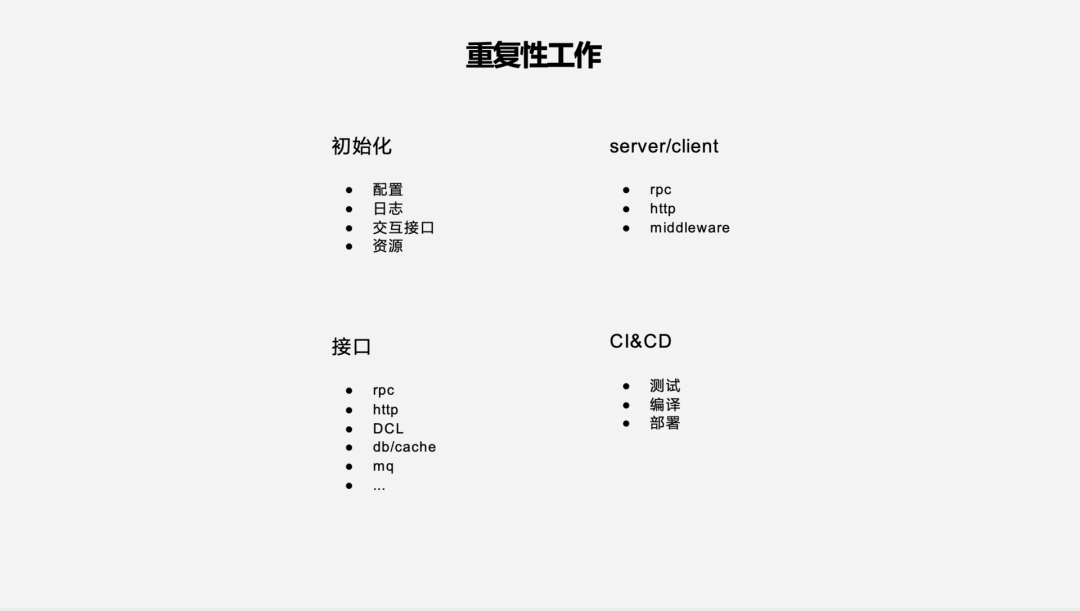 重复性工作
初始化
● 配置
● 日志
● 交互接口
● 资源
server/client
● rpc
● http
● middleware
接口
● rpc
● http
● DCL
● db/cache
● mq
● ...
CI&CD
● 测试
● 编译
● 部署